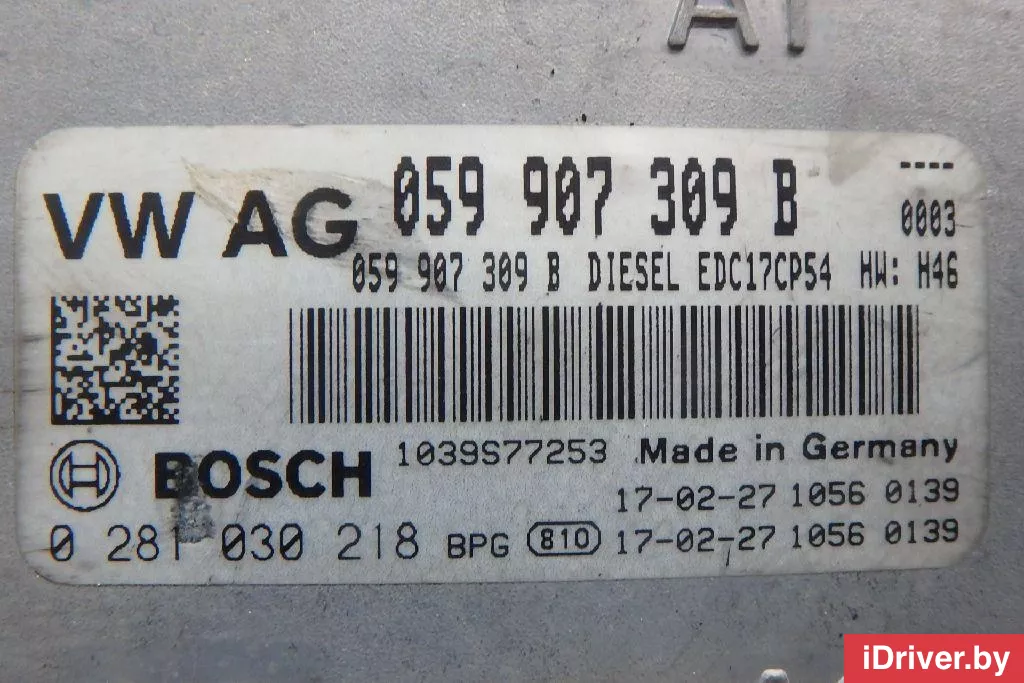 VW AG 059 907 309 B ----
0003
059 907 309 B DIESEL EDC17CP54 HW: H46
BOSCH 1039S77253 Made in Germany
17-02-27 1056 0139
0 281 030 218 BPG 810 17-02-27 1056 0139
iDriver.by